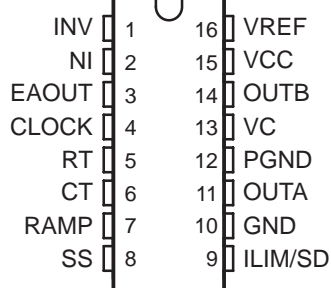 INV 1 16 VREF
NI 2 15 VCC
EAOUT 3 14 OUTB
CLOCK 4 13 VC
RT 5 12 PGND
CT 6 11 OUTA
RAMP 7 10 GND
SS 8 9 ILIM/SD